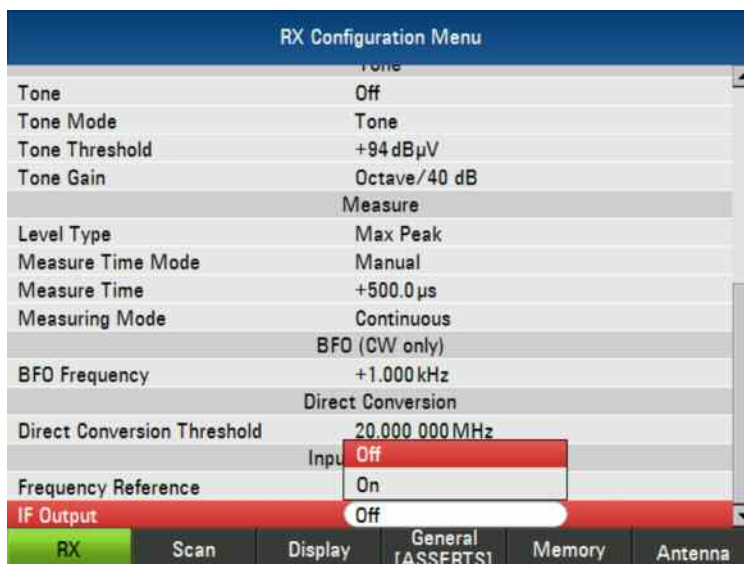 RX Configuration Menu
Tone
Tone Off
Tone Mode Tone
Tone Threshold +94 dBµV
Tone Gain Octave/40 dB
Measure
Level Type Max Peak
Measure Time Mode Manual
Measure Time +500.0 µs
Measuring Mode Continuous
BFO (CW only)
BFO Frequency +1.000 kHz
Direct Conversion
Direct Conversion Threshold 20.000 000 MHz
Off
Frequency Reference On
IF Output Off
RX Scan Display General [ASSERTS] Memory Antenna